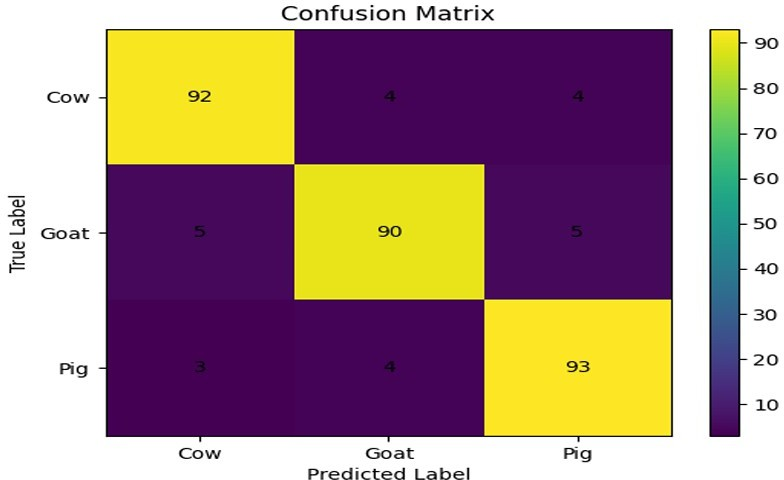 Confusion Matrix
True Label
Cow 92 4 4
Goat 5 90 5
Pig 3 4 93
Cow Goat Pig
Predicted Label
90
80
70
60
50
40
30
20
10